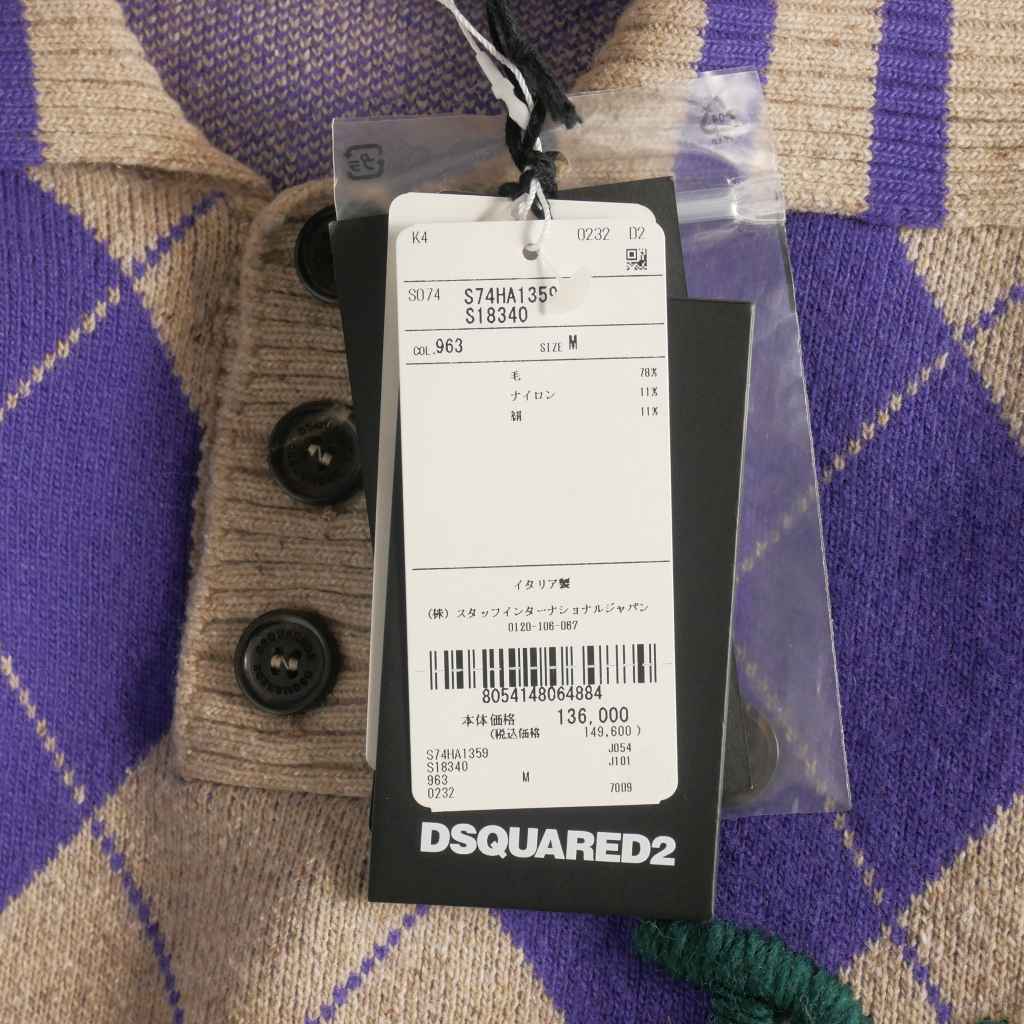 K4 0232 D2
S074 S74HA1359
S18340
COL.963 SIZE M
毛 78%
ナイロン 11%
絹 11%
イタリア製
(株) スタッフインターナショナルジャパン
0120-106-067
8054148064884
本体価格 136,000
(税込価格 149,600 )
S74HA1359 J054
S18340 J101
963 M
0232 7009
DSQUARED2
プラ